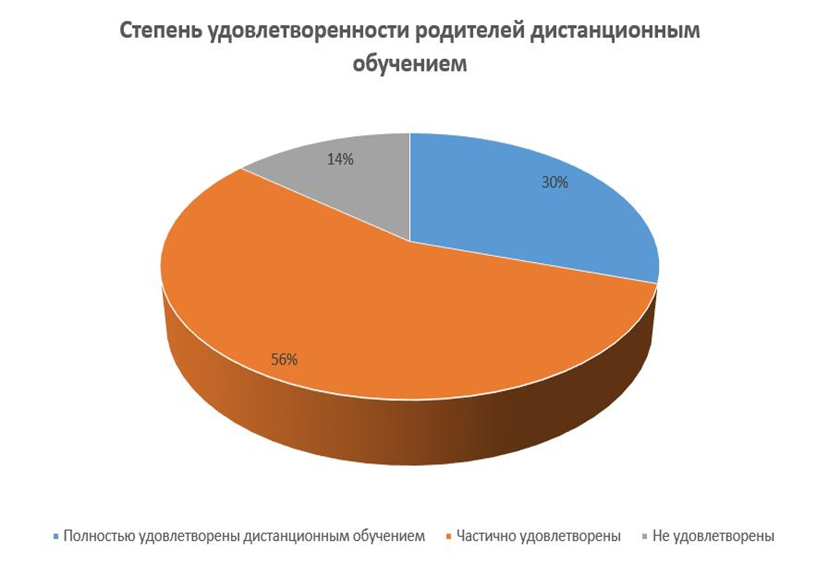 Степень удовлетворенности родителей дистанционным
обучением
14%
30%
56%
Полностью удовлетворены дистанционным обучением Частично удовлетворены Не удовлетворены